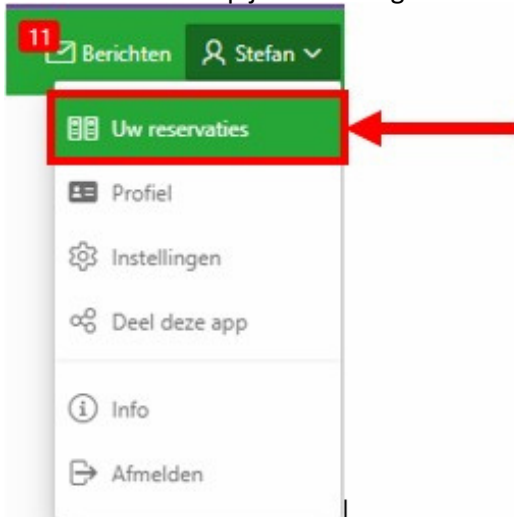 11
Berichten Stefan
Uw reservaties
Profiel
Instellingen
Deel deze app
Info
Afmelden